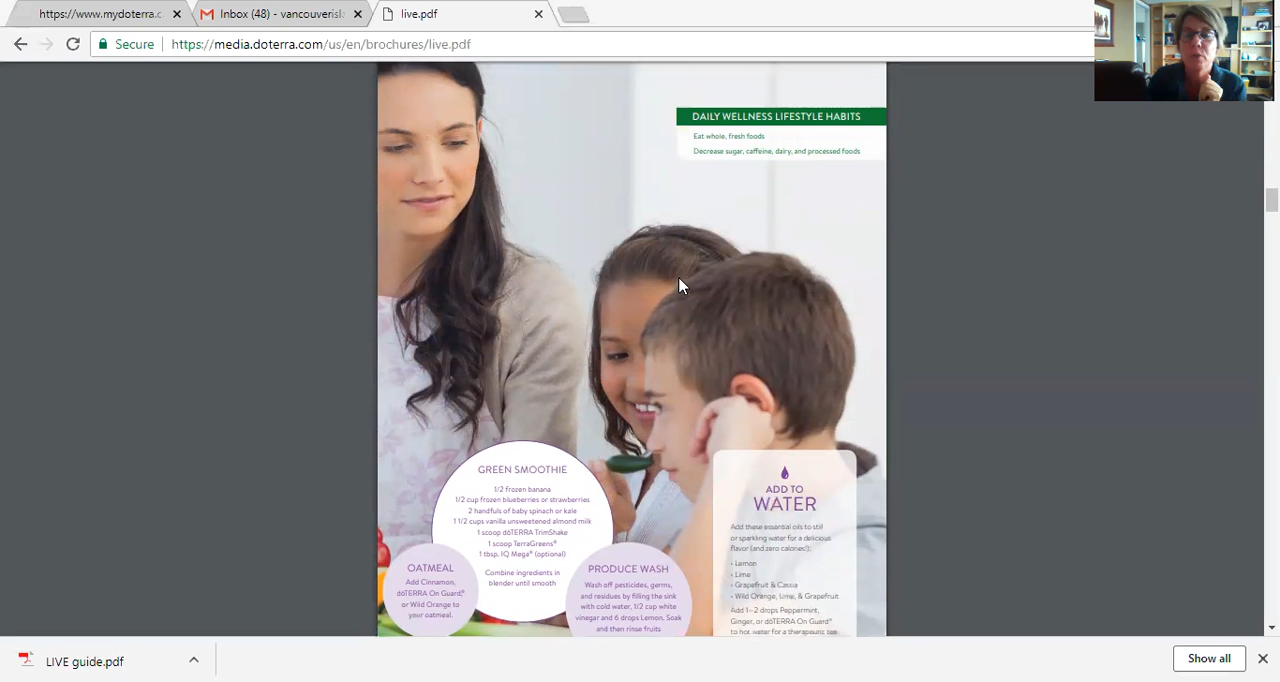 https://www.mydoterra.c
Inbox (48) - vancouverisl
live.pdf
Secure
https://media.doterra.com/us/en/brochures/live.pdf
DAILY WELLNESS LIFESTYLE HABITS
Eat whole, fresh foods
Decrease sugar, caffeine, dairy, and processed foods
GREEN SMOOTHIE
1/2 frozen banana
1/2 cup frozen blueberries or strawberries
2 handfuls of baby spinach or kale
1 1/2 cups vanilla unsweetened almond milk
1 scoop dōTERRA TrimShake
1 scoop TerraGreens®
1 tbsp. IQ Mega® (optional)
Combine ingredients in
blender until smooth
OATMEAL
Add Cinnamon,
dōTERRA On Guard,®
or Wild Orange to
your oatmeal.
PRODUCE WASH
Wash off pesticides, germs,
and residues by filling the sink
with cold water, 1/2 cup white
vinegar and 6 drops Lemon. Soak
and then rinse fruits
ADD TO
WATER
Add these essential oils to still
or sparkling water for a delicious
flavor (and zero calories!):
• Lemon
• Lime
• Grapefruit & Cassia
• Wild Orange, Lime, & Grapefruit
Add 1–2 drops Peppermint,
Ginger, or dōTERRA On Guard®
to hot water for a therapeutic tea
LIVE guide.pdf
Show all